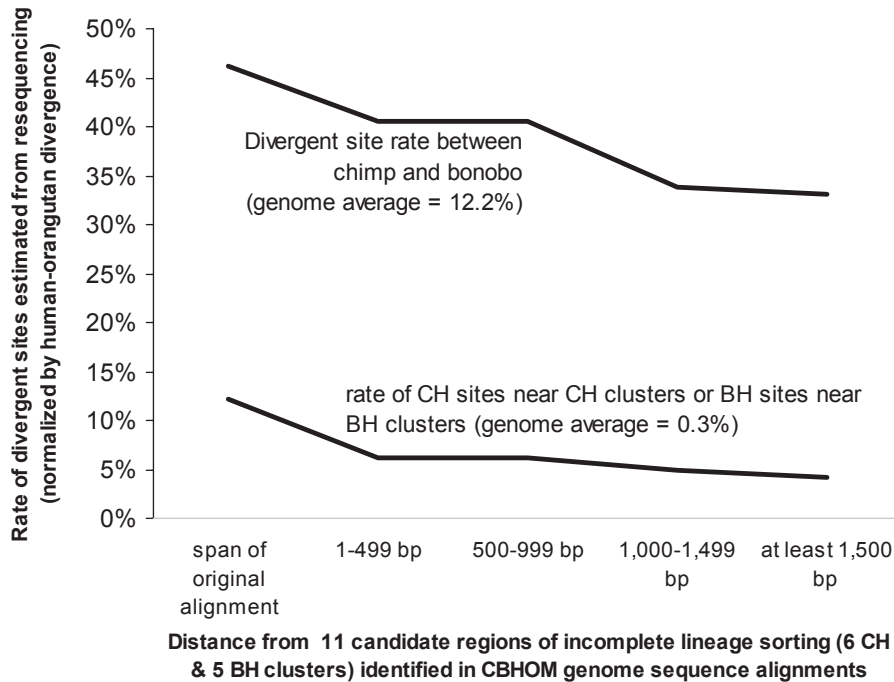 Rate of divergent sites estimated from resequencing
(normalized by human-orangutan divergence)
50%
45%
40%
35%
30%
25%
20%
15%
10%
5%
0%
Divergent site rate between
chimp and bonobo
(genome average = 12.2%)
rate of CH sites near CH clusters or BH sites near
BH clusters (genome average = 0.3%)
span of
original
alignment
1-499 bp
500-999 bp
1,000-1,499
bp
at least 1,500
bp
Distance from 11 candidate regions of incomplete lineage sorting (6 CH
& 5 BH clusters) identified in CBHOM genome sequence alignments